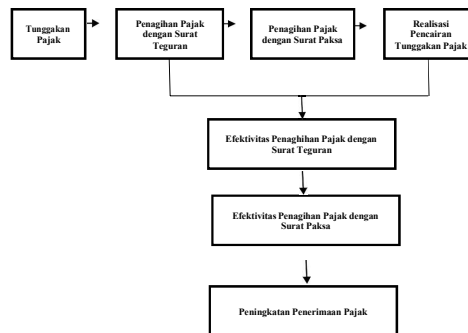 Tunggakan
Pajak
Penagihan Pajak
dengan Surat
Teguran
Penagihan Pajak
dengan Surat Paksa
Realisasi
Pencairan
Tunggakan Pajak
Efektivitas Penaghihan Pajak dengan
Surat Teguran
Efektivitas Penagihan Pajak dengan
Surat Paksa
Peningkatan Penerimaan Pajak